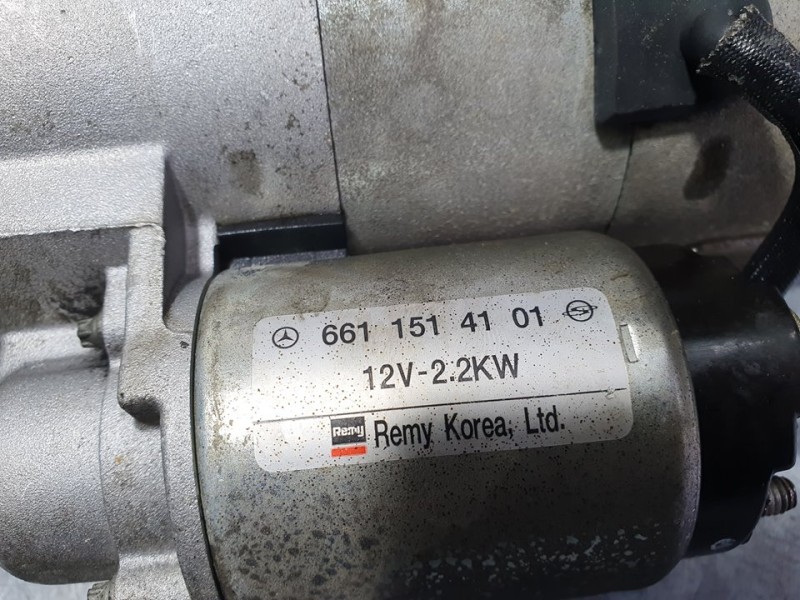 661 151 41 01
12V-2.2KW
Remy Remy Korea, Ltd.